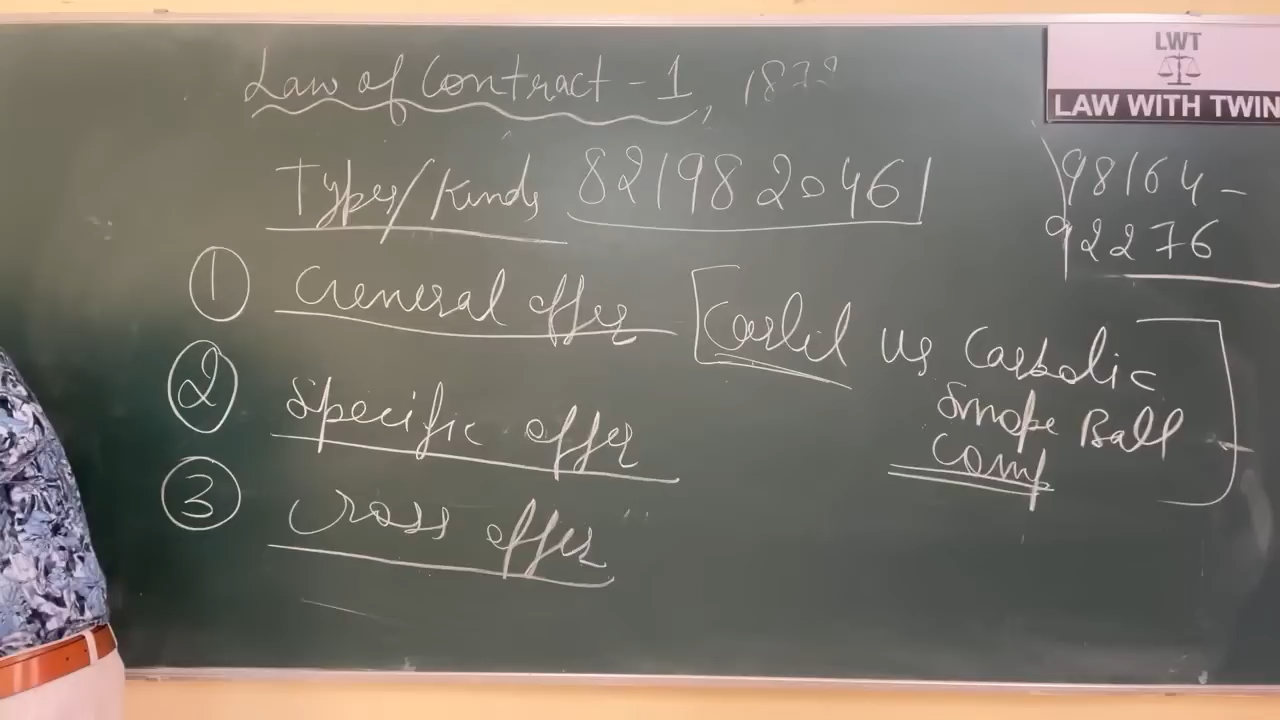 LWT
LAW WITH TWIN
Law of Contract - 1, 1872
Types/Kinds 8219820461
98164-
92276
① General offer [Carlil vs Carbolic
Smoke Ball
Comp]
② Specific offer
③ Cross offer